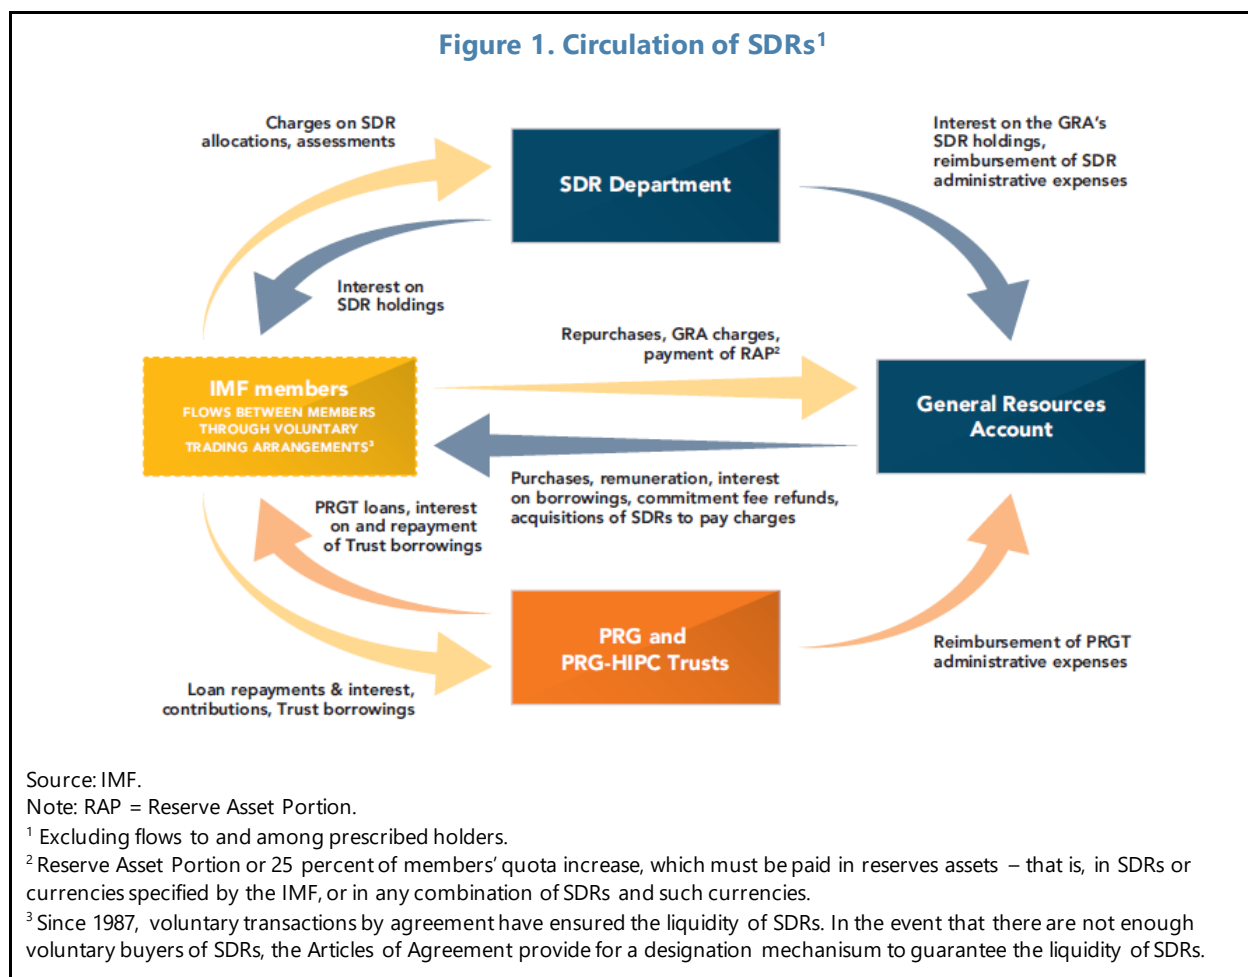 Figure 1. Circulation of SDRs¹
Charges on SDR
allocations, assessments
SDR Department
Interest on the GRA's
SDR holdings,
reimbursement of SDR
administrative expenses
Interest on
SDR holdings
Repurchases, GRA charges,
payment of RAP²
IMF members
FLOWS BETWEEN MEMBERS
THROUGH VOLUNTARY
TRADING ARRANGEMENTS³
General Resources
Account
Purchases, remuneration, interest
on borrowings, commitment fee refunds,
acquisitions of SDRs to pay charges
PRGT loans, interest
on and repayment
of Trust borrowings
PRG and
PRG-HIPC Trusts
Reimbursement of PRGT
administrative expenses
Loan repayments & interest,
contributions, Trust borrowings
Source: IMF.
Note: RAP = Reserve Asset Portion.
¹ Excluding flows to and among prescribed holders.
² Reserve Asset Portion or 25 percent of members' quota increase, which must be paid in reserves assets – that is, in SDRs or
currencies specified by the IMF, or in any combination of SDRs and such currencies.
³ Since 1987, voluntary transactions by agreement have ensured the liquidity of SDRs. In the event that there are not enough
voluntary buyers of SDRs, the Articles of Agreement provide for a designation mechanisum to guarantee the liquidity of SDRs.